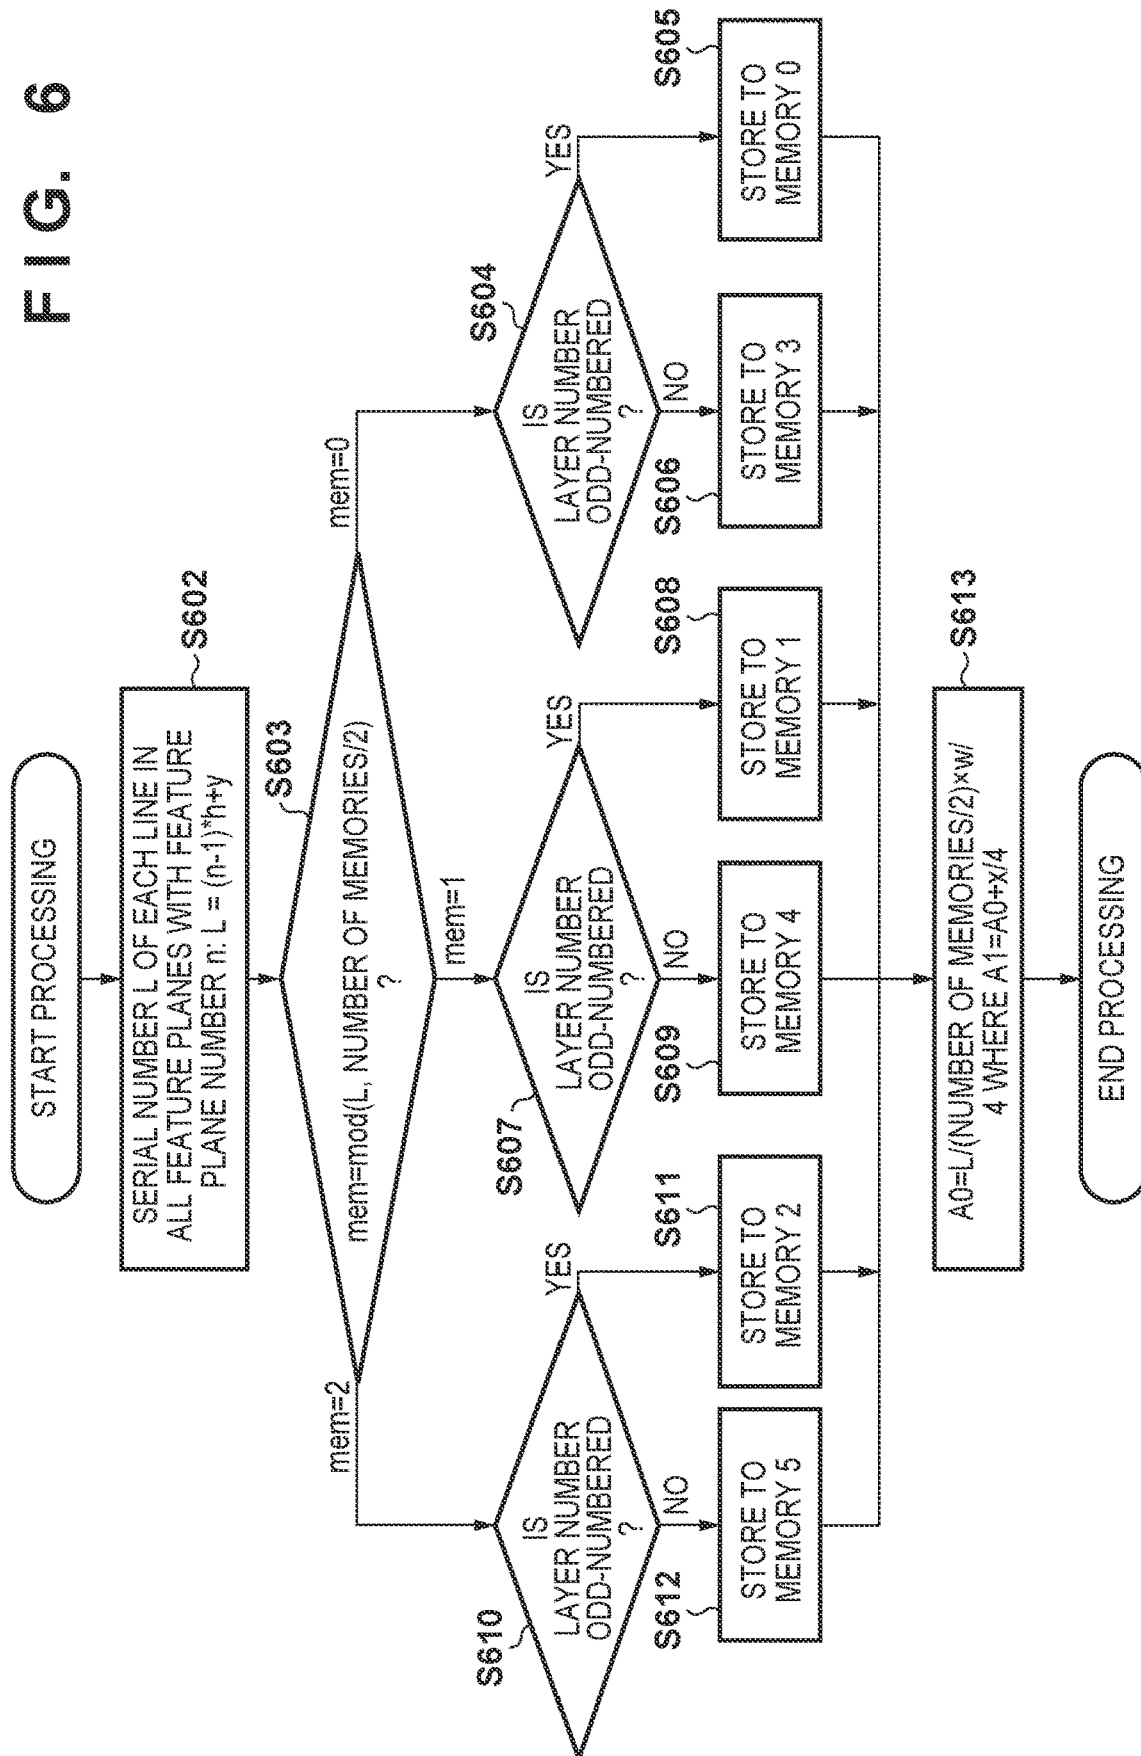 FIG. 6
START PROCESSING
SERIAL NUMBER L OF EACH LINE IN
ALL FEATURE PLANES WITH FEATURE
PLANE NUMBER n: L = (n-1)*h+y
S602
S603
mem=mod(L, NUMBER OF MEMORIES/2)
?
mem=2
mem=1
mem=0
S610
IS
LAYER NUMBER
ODD-NUMBERED
?
YES
NO
S607
IS
LAYER NUMBER
ODD-NUMBERED
?
YES
NO
S604
IS
LAYER NUMBER
ODD-NUMBERED
?
YES
NO
S612
STORE TO
MEMORY 5
S611
STORE TO
MEMORY 2
S609
STORE TO
MEMORY 4
S608
STORE TO
MEMORY 1
S606
STORE TO
MEMORY 3
S605
STORE TO
MEMORY 0
S613
A0=L/(NUMBER OF MEMORIES/2)×w/
4 WHERE A1=A0+x/4
END PROCESSING